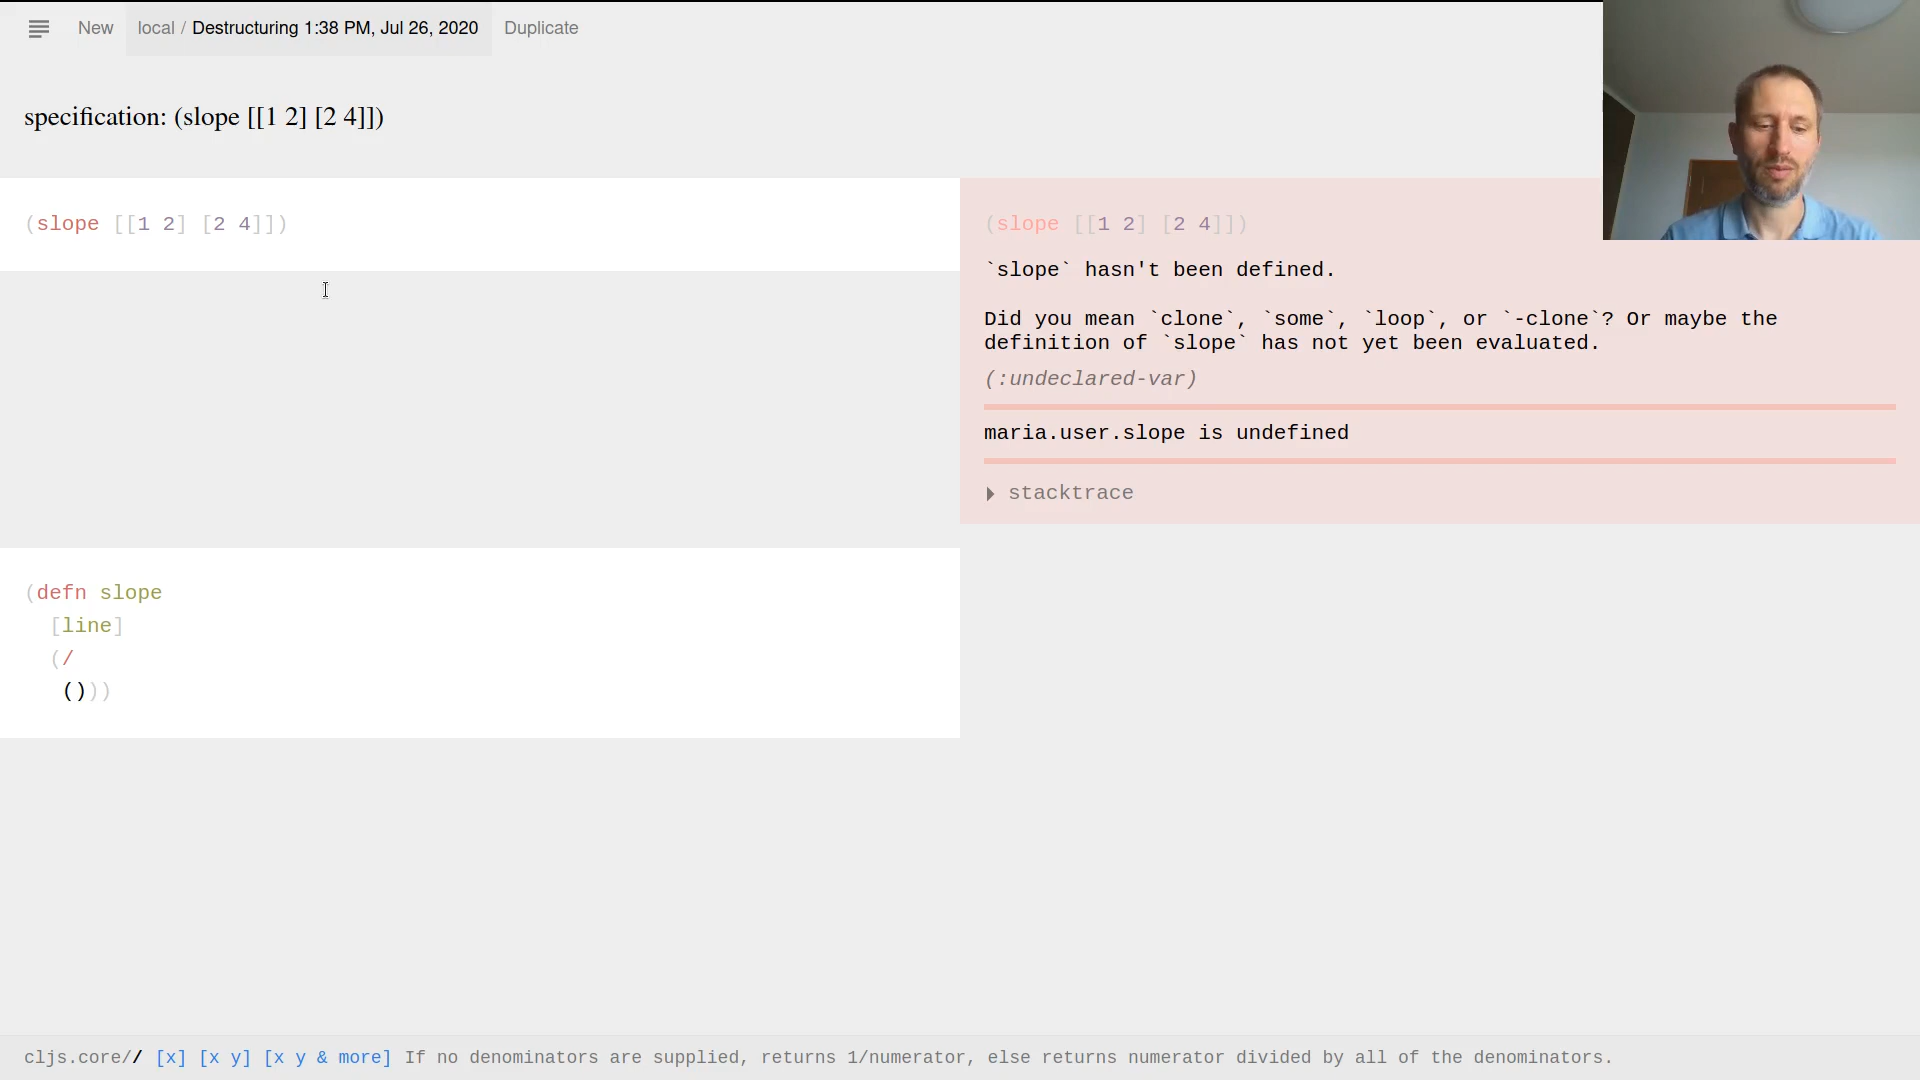 New local / Destructuring 1:38 PM, Jul 26, 2020 Duplicate
specification: (slope [[1 2] [2 4]])
(slope [[1 2] [2 4]])
(slope [[1 2] [2 4]])
`slope` hasn't been defined.
Did you mean `clone`, `some`, `loop`, or `-clone`? Or maybe the
definition of `slope` has not yet been evaluated.
(:undeclared-var)
maria.user.slope is undefined
stacktrace
(defn slope
[line]
(/
()))
cljs.core// [x] [x y] [x y & more] If no denominators are supplied, returns 1/numerator, else returns numerator divided by all of the denominators.